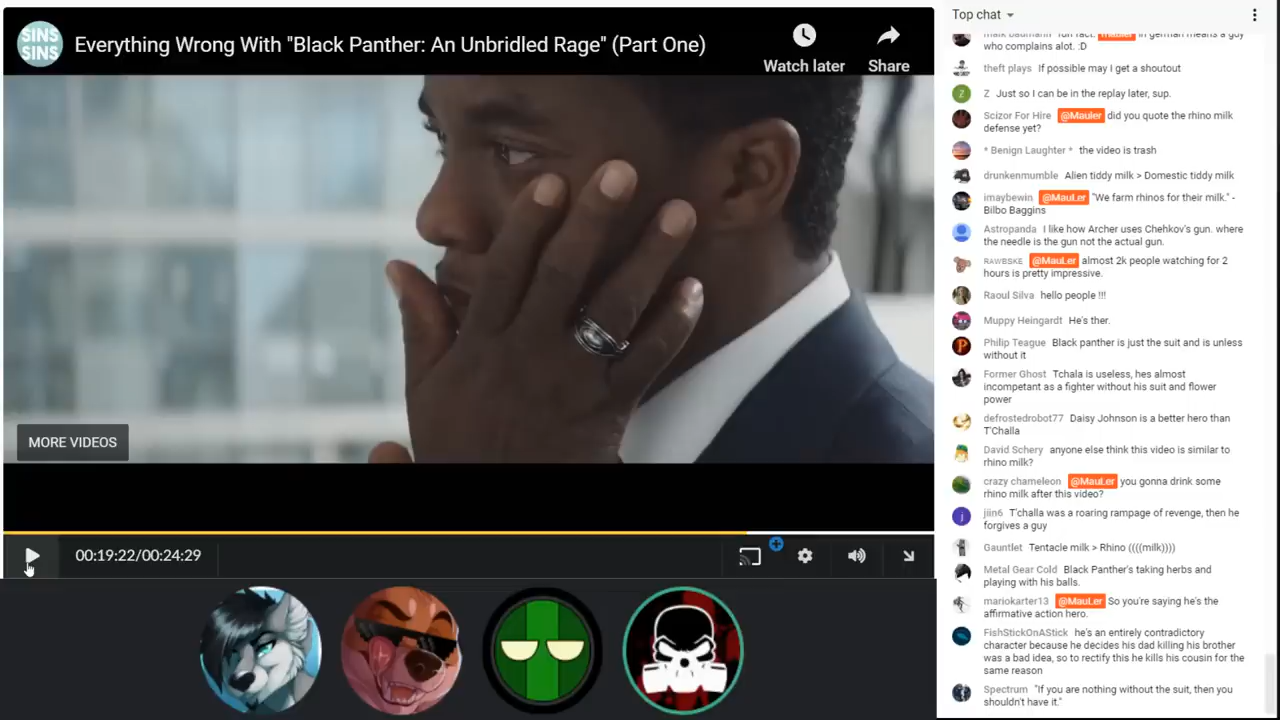 SINS
SINS
Everything Wrong With "Black Panther: An Unbridled Rage" (Part One)
Watch later
Share
MORE VIDEOS
00:19:22/00:24:29
Top chat
who complains alot. :D
theft plays If possible may I get a shoutout
Z Z Just so I can be in the replay later, sup.
Scizor For Hire @Mauler did you quote the rhino milk
defense yet?
* Benign Laughter * the video is trash
drunkenmumble Alien tiddy milk > Domestic tiddy milk
imaybewin @MauLer "We farm rhinos for their milk." -
Bilbo Baggins
Astropanda I like how Archer uses Chehkov's gun. where
the needle is the gun not the actual gun.
RAWBSKE @MauLer almost 2k people watching for 2
hours is pretty impressive.
Raoul Silva hello people !!!
Muppy Heingardt He's ther.
Philip Teague Black panther is just the suit and is unless
without it
Former Ghost Tchala is useless, hes almost
incompetant as a fighter without his suit and flower
power
defrostedrobot77 Daisy Johnson is a better hero than
T'Challa
David Schery anyone else think this video is similar to
rhino milk?
crazy chameleon @MauLer you gonna drink some
rhino milk after this video?
j jiin6 T'challa was a roaring rampage of revenge, then he
forgives a guy
Gauntlet Tentacle milk > Rhino ((((milk))))
Metal Gear Cold Black Panther's taking herbs and
playing with his balls.
mariokarter13 @MauLer So you're saying he's the
affirmative action hero.
FishStickOnAStick he's an entirely contradictory
character because he decides his dad killing his brother
was a bad idea, so to rectify this he kills his cousin for the
same reason
Spectrum "If you are nothing without the suit, then you
shouldn't have it."